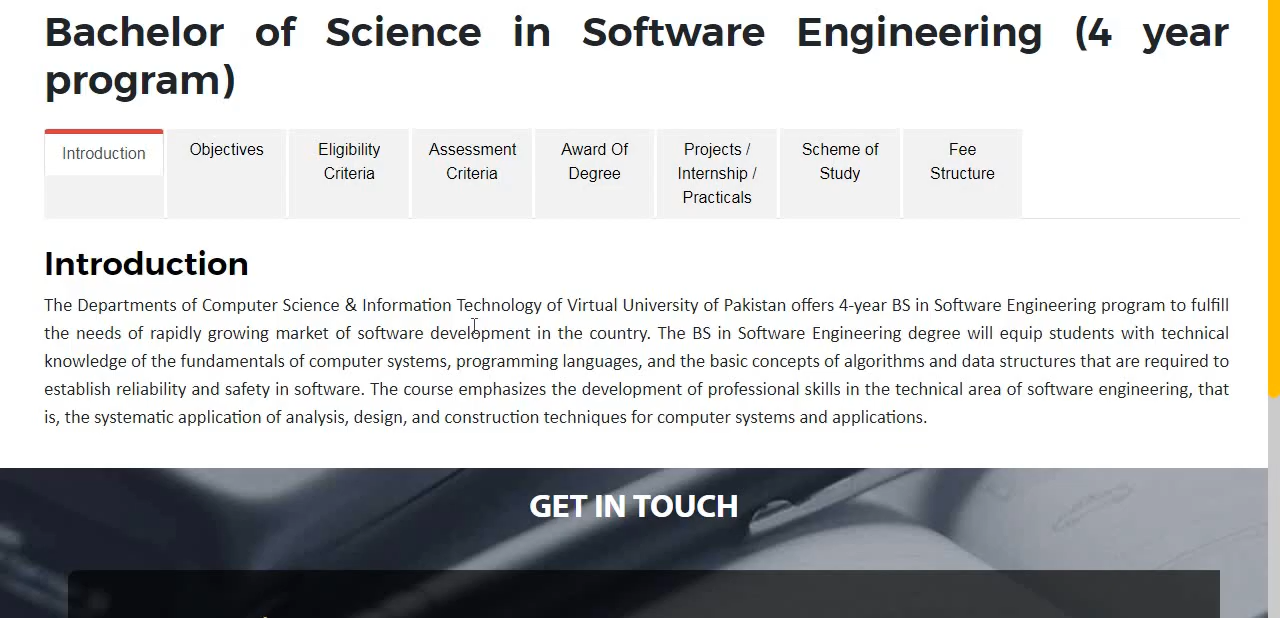 Bachelor of Science in Software Engineering (4 year
program)
Introduction
Objectives
Eligibility
Criteria
Assessment
Criteria
Award Of
Degree
Projects /
Internship /
Practicals
Scheme of
Study
Fee
Structure
Introduction
The Departments of Computer Science & Information Technology of Virtual University of Pakistan offers 4-year BS in Software Engineering program to fulfill
the needs of rapidly growing market of software development in the country. The BS in Software Engineering degree will equip students with technical
knowledge of the fundamentals of computer systems, programming languages, and the basic concepts of algorithms and data structures that are required to
establish reliability and safety in software. The course emphasizes the development of professional skills in the technical area of software engineering, that
is, the systematic application of analysis, design, and construction techniques for computer systems and applications.
GET IN TOUCH